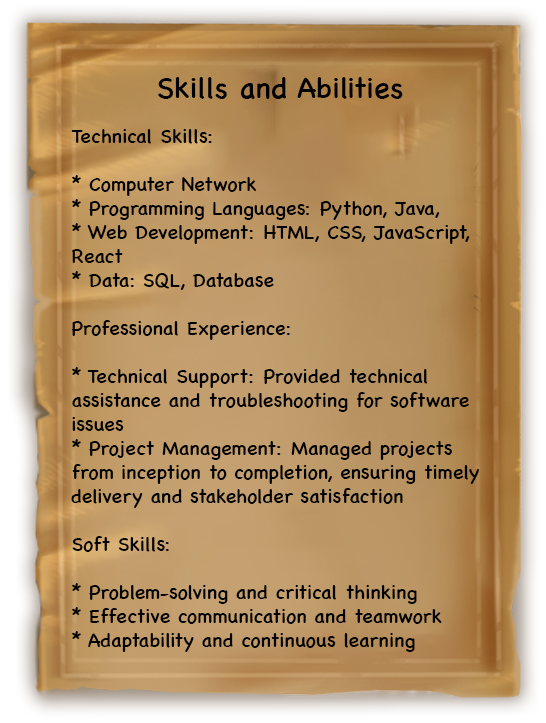 Skills and Abilities
Technical Skills:
* Computer Network
* Programming Languages: Python, Java,
* Web Development: HTML, CSS, JavaScript,
React
* Data: SQL, Database
Professional Experience:
* Technical Support: Provided technical
assistance and troubleshooting for software
issues
* Project Management: Managed projects
from inception to completion, ensuring timely
delivery and stakeholder satisfaction
Soft Skills:
* Problem-solving and critical thinking
* Effective communication and teamwork
* Adaptability and continuous learning